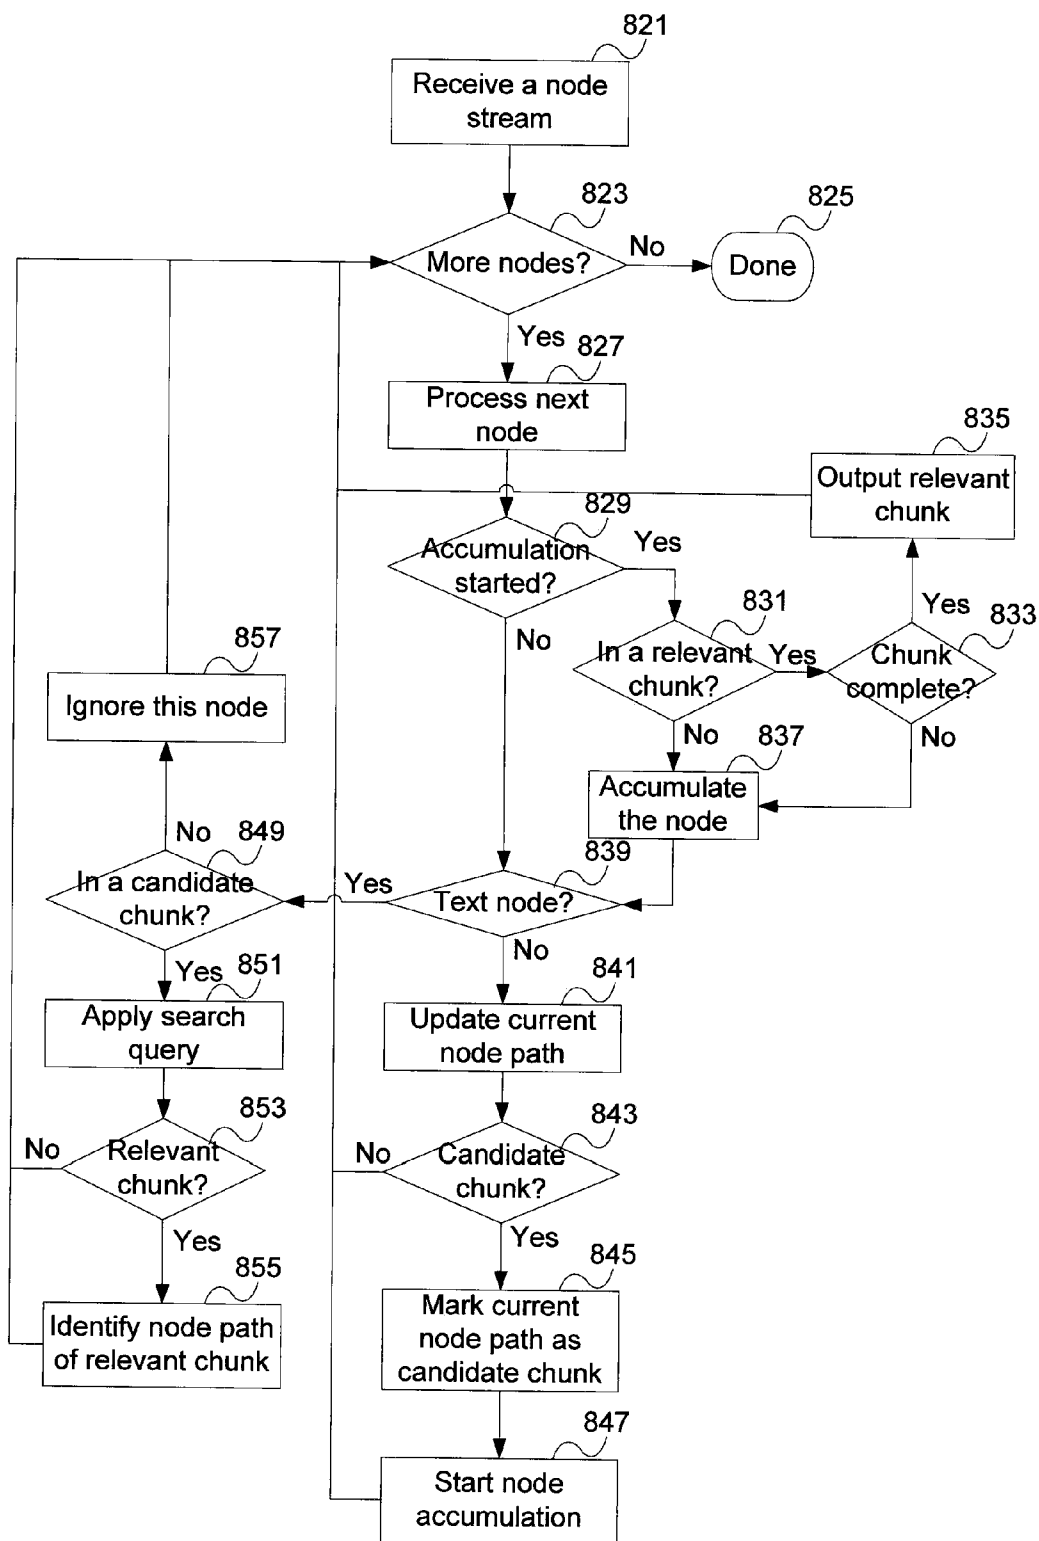 821
Receive a node
stream
823
825
More nodes?
No
Done
Yes
827
Process next
node
835
Output relevant
chunk
829
Accumulation
started?
Yes
No
831
In a relevant
chunk?
Yes
Yes
833
Chunk
complete?
857
Ignore this node
No
837
No
Accumulate
the node
No
849
In a candidate
chunk?
Yes
839
Text node?
Yes
851
No
Apply search
query
841
Update current
node path
853
No
Relevant
chunk?
843
No
Candidate
chunk?
Yes
Yes
855
Identify node path
of relevant chunk
845
Mark current
node path as
candidate chunk
847
Start node
accumulation